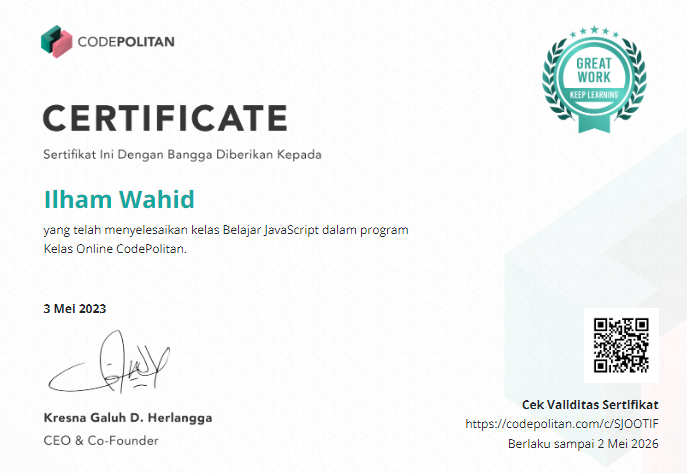 CODEPOLITAN
GREAT
WORK
KEEP LEARNING
CERTIFICATE
Sertifikat Ini Dengan Bangga Diberikan Kepada
Ilham Wahid
yang telah menyelesaikan kelas Belajar JavaScript dalam program
Kelas Online CodePolitan.
3 Mei 2023
Kresna Galuh D. Herlangga
CEO & Co-Founder
Cek Validitas Sertifikat
https://codepolitan.com/c/SJOOTIF
Berlaku sampai 2 Mei 2026